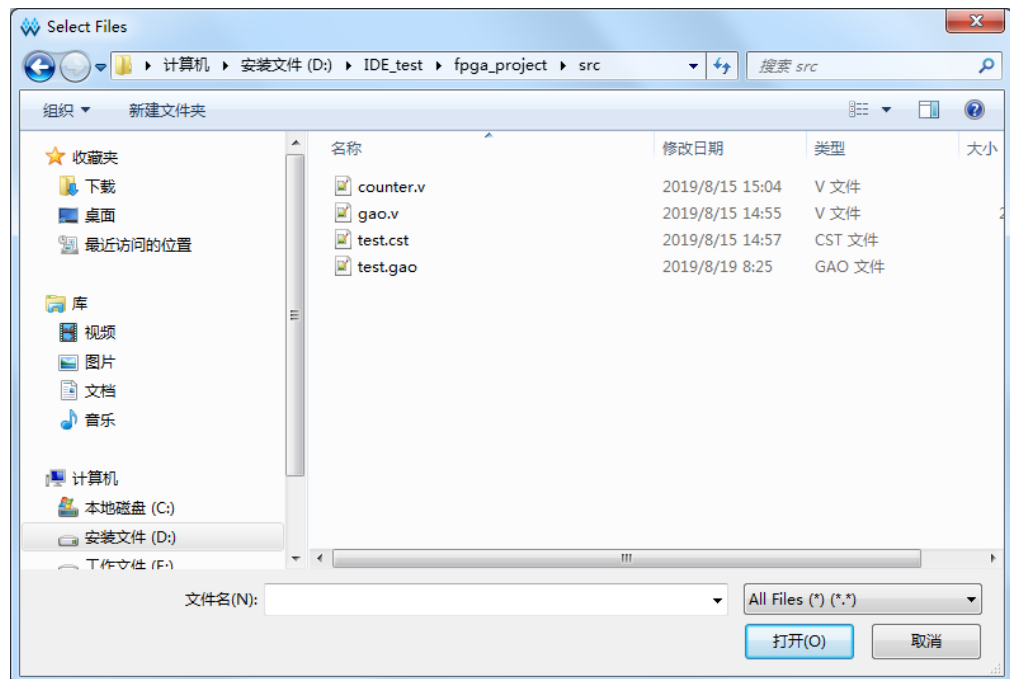 Select Files
计算机 安装文件 (D:) IDE_test fpga_project src 搜索 src
组织 新建文件夹
收藏夹
下载
桌面
最近访问的位置
库
视频
图片
文档
音乐
计算机
本地磁盘 (C:)
安装文件 (D:)
工作文件 (E:)
名称 修改日期 类型 大小
counter.v 2019/8/15 15:04 V 文件
gao.v 2019/8/15 14:55 V 文件 2
test.cst 2019/8/15 14:57 CST 文件
test.gao 2019/8/19 8:25 GAO 文件
文件名(N): All Files (*) (*.*)
打开(O) 取消